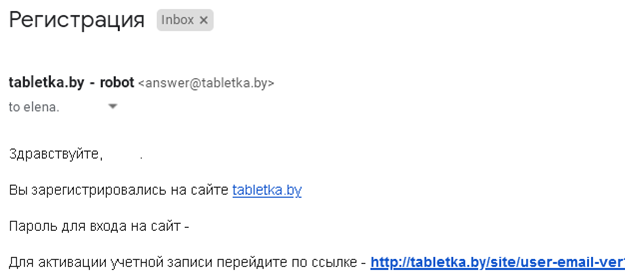 Регистрация Inbox ×
tabletka.by - robot <answer@tabletka.by>
to elena.
Здравствуйте, .
Вы зарегистрировались на сайте tabletka.by
Пароль для входа на сайт -
Для активации учетной записи перейдите по ссылке - http://tabletka.by/site/user-email-ver